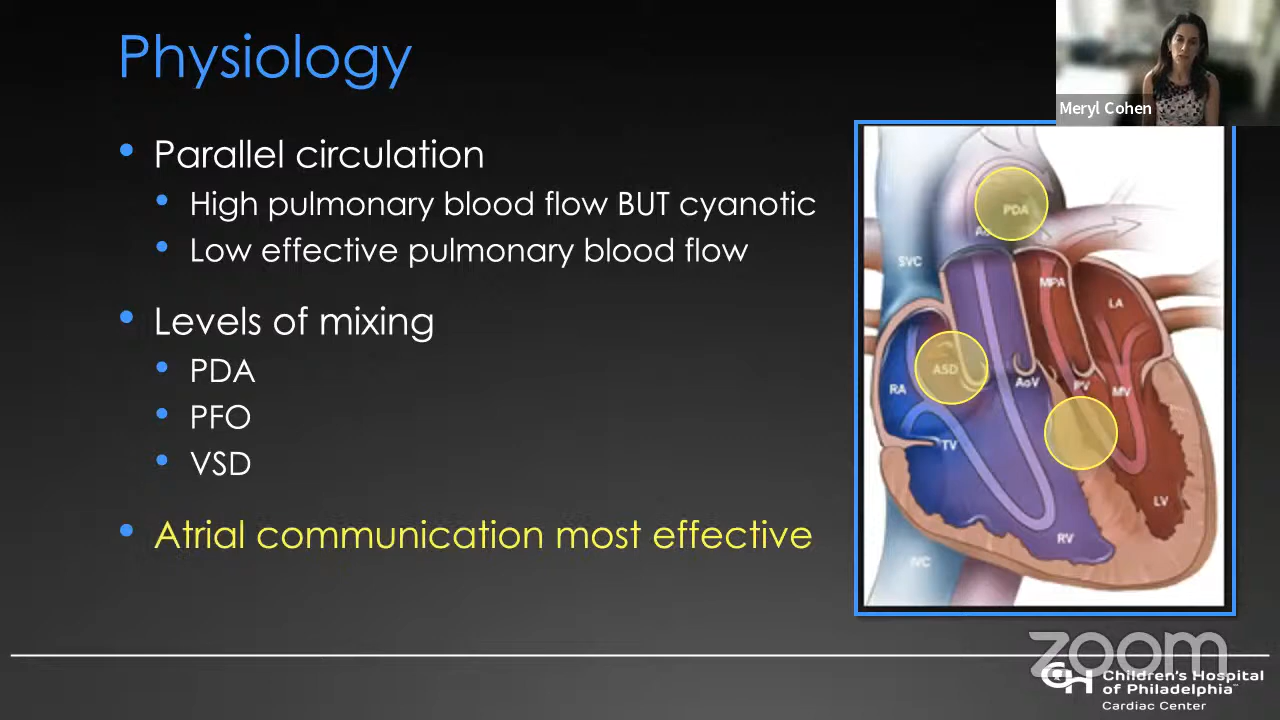 Physiology
Meryl Cohen
Parallel circulation
High pulmonary blood flow BUT cyanotic
Low effective pulmonary blood flow
Levels of mixing
PDA
PFO
VSD
Atrial communication most effective
PDA
SVC
MPA
LA
ASD
RA
AoV
PV
MV
TV
LV
RV
IVC
zoom
Children's Hospital
of Philadelphia™
Cardiac Center